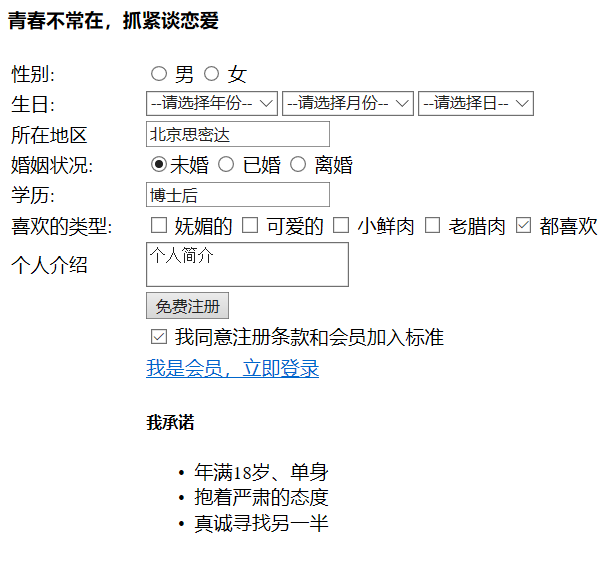 青春不常在，抓紧谈恋爱
性别: 男 女
生日: --请选择年份-- --请选择月份-- --请选择日--
所在地区 北京思密达
婚姻状况: 未婚 已婚 离婚
学历: 博士后
喜欢的类型: 妩媚的 可爱的 小鲜肉 老腊肉 都喜欢
个人介绍 个人简介
免费注册
我同意注册条款和会员加入标准
我是会员，立即登录
我承诺
• 年满18岁、单身
• 抱着严肃的态度
• 真诚寻找另一半